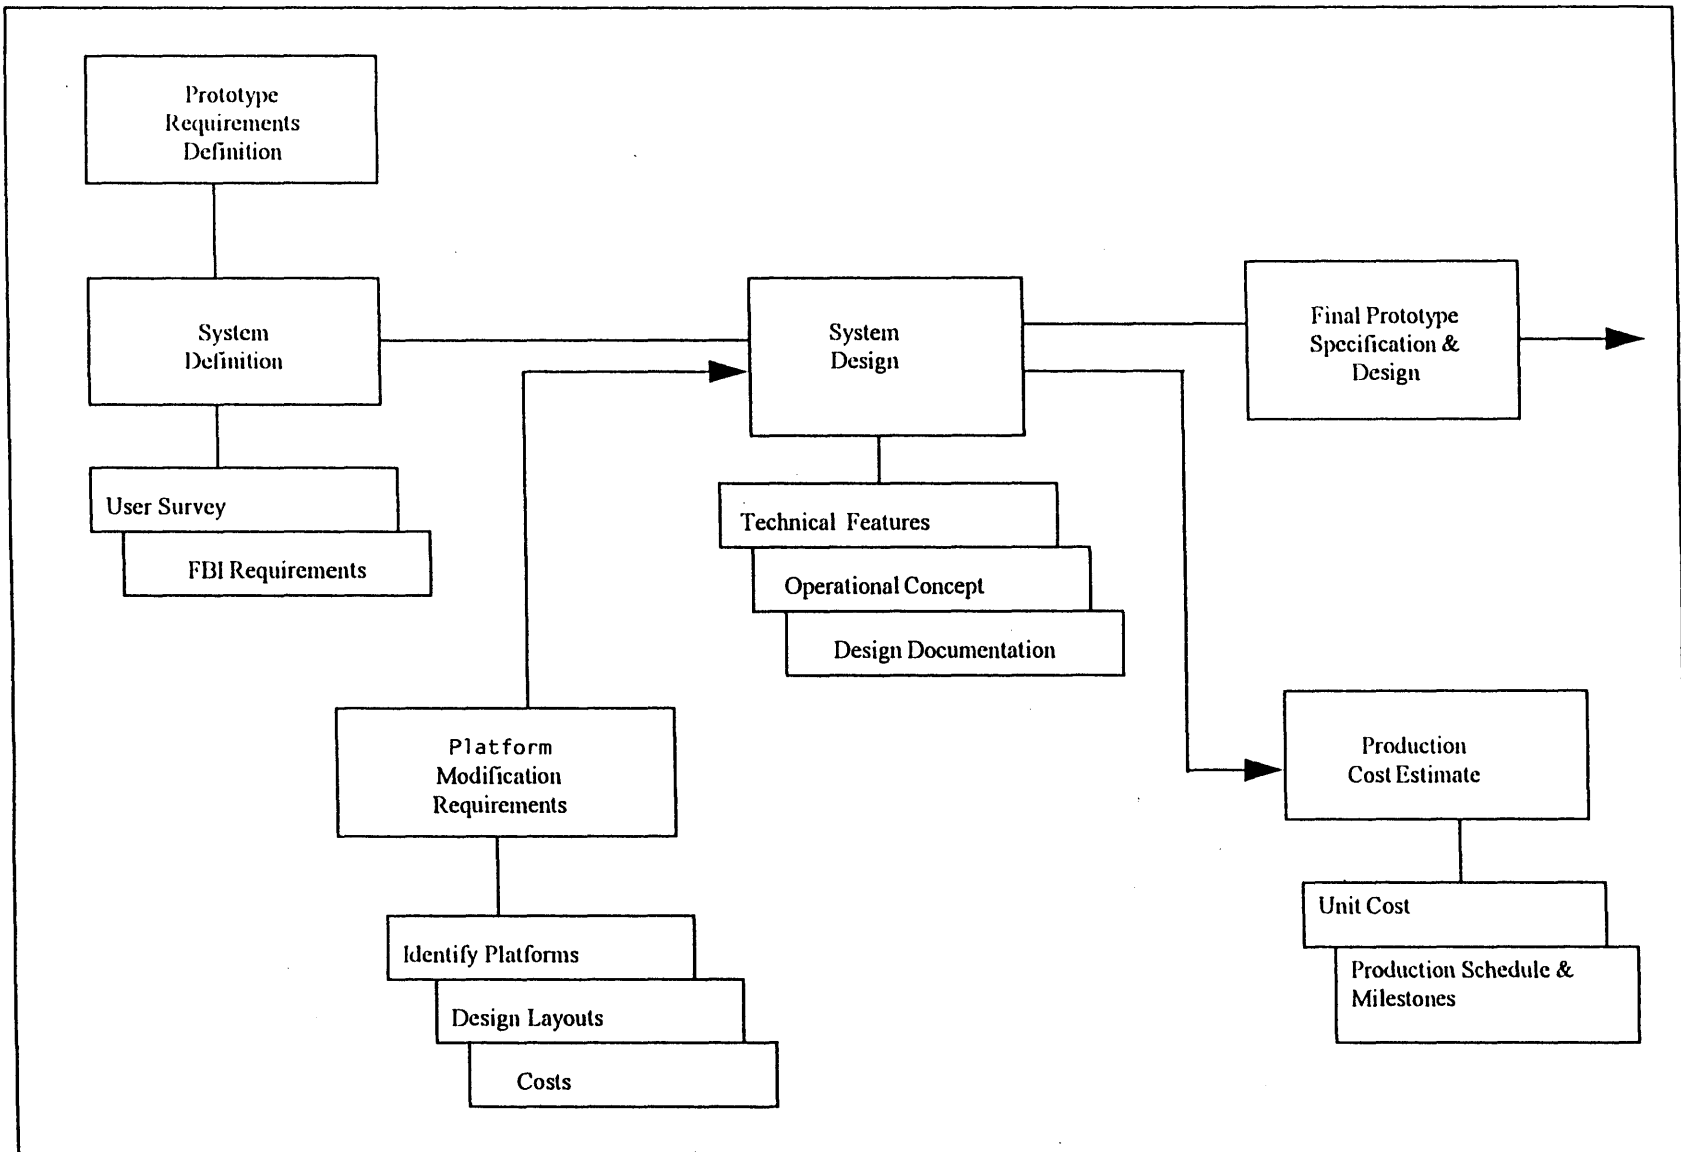 Prototype
Requirements
Definition
System
Definition
User Survey
FBI Requirements
System
Design
Technical Features
Operational Concept
Design Documentation
Final Prototype
Specification &
Design
Platform
Modification
Requirements
Identify Platforms
Design Layouts
Costs
Production
Cost Estimate
Unit Cost
Production Schedule &
Milestones